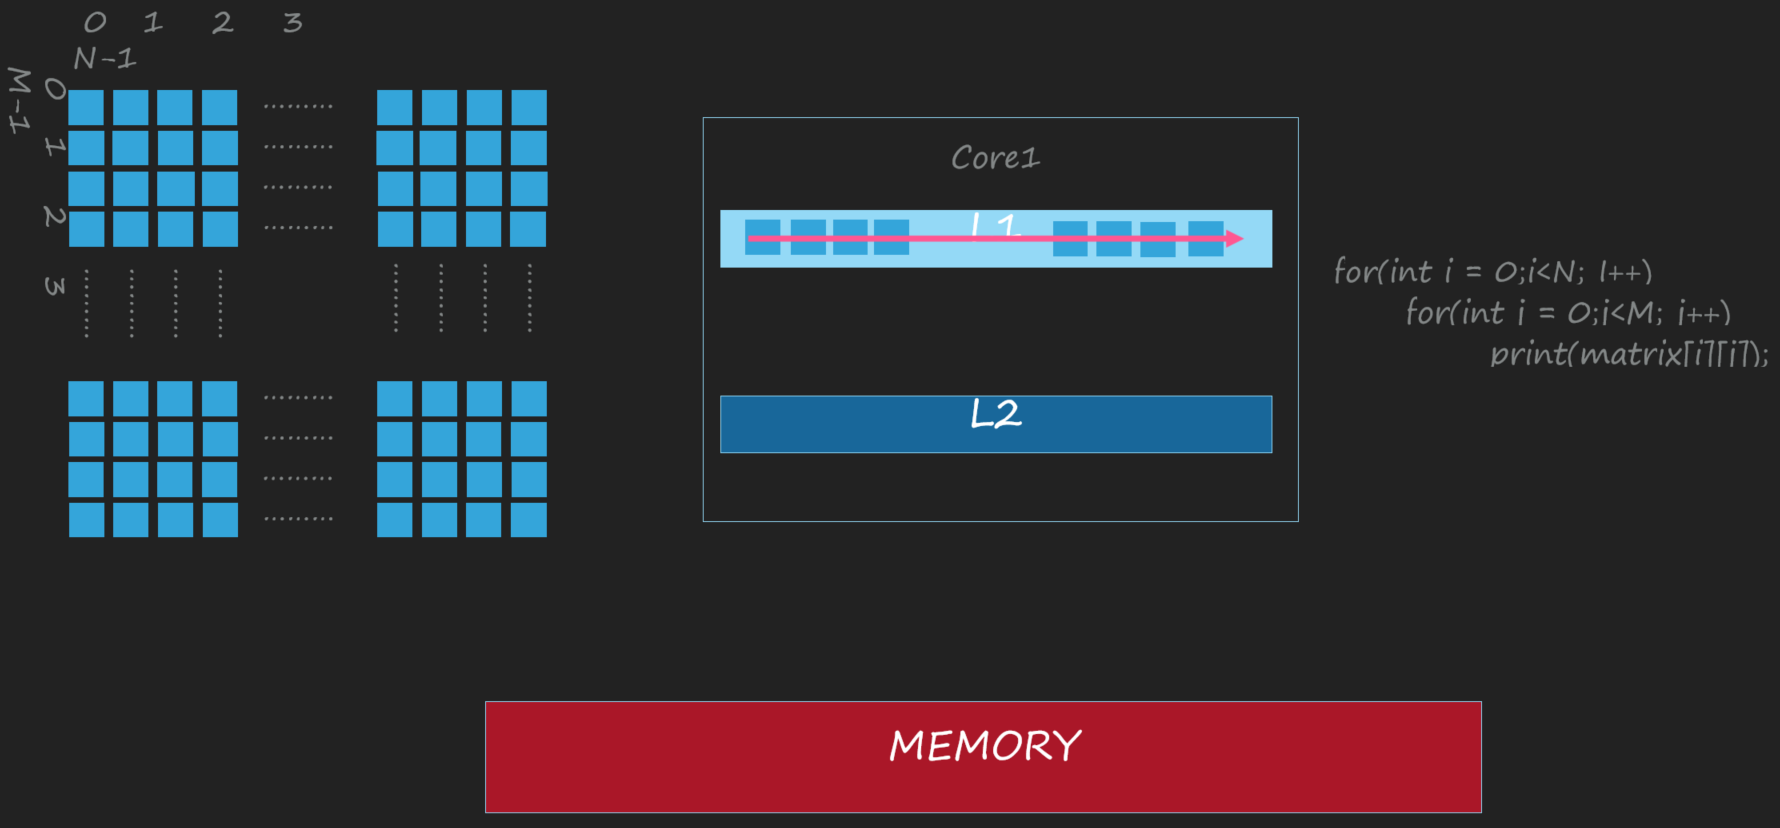 0 1 2 3
N-1
M-1
0
1
2
3
Core1
L1
L2
for(int i = 0;i<N; I++)
for(int i = 0;i<M; i++)
print(matrix[i][i]);
MEMORY